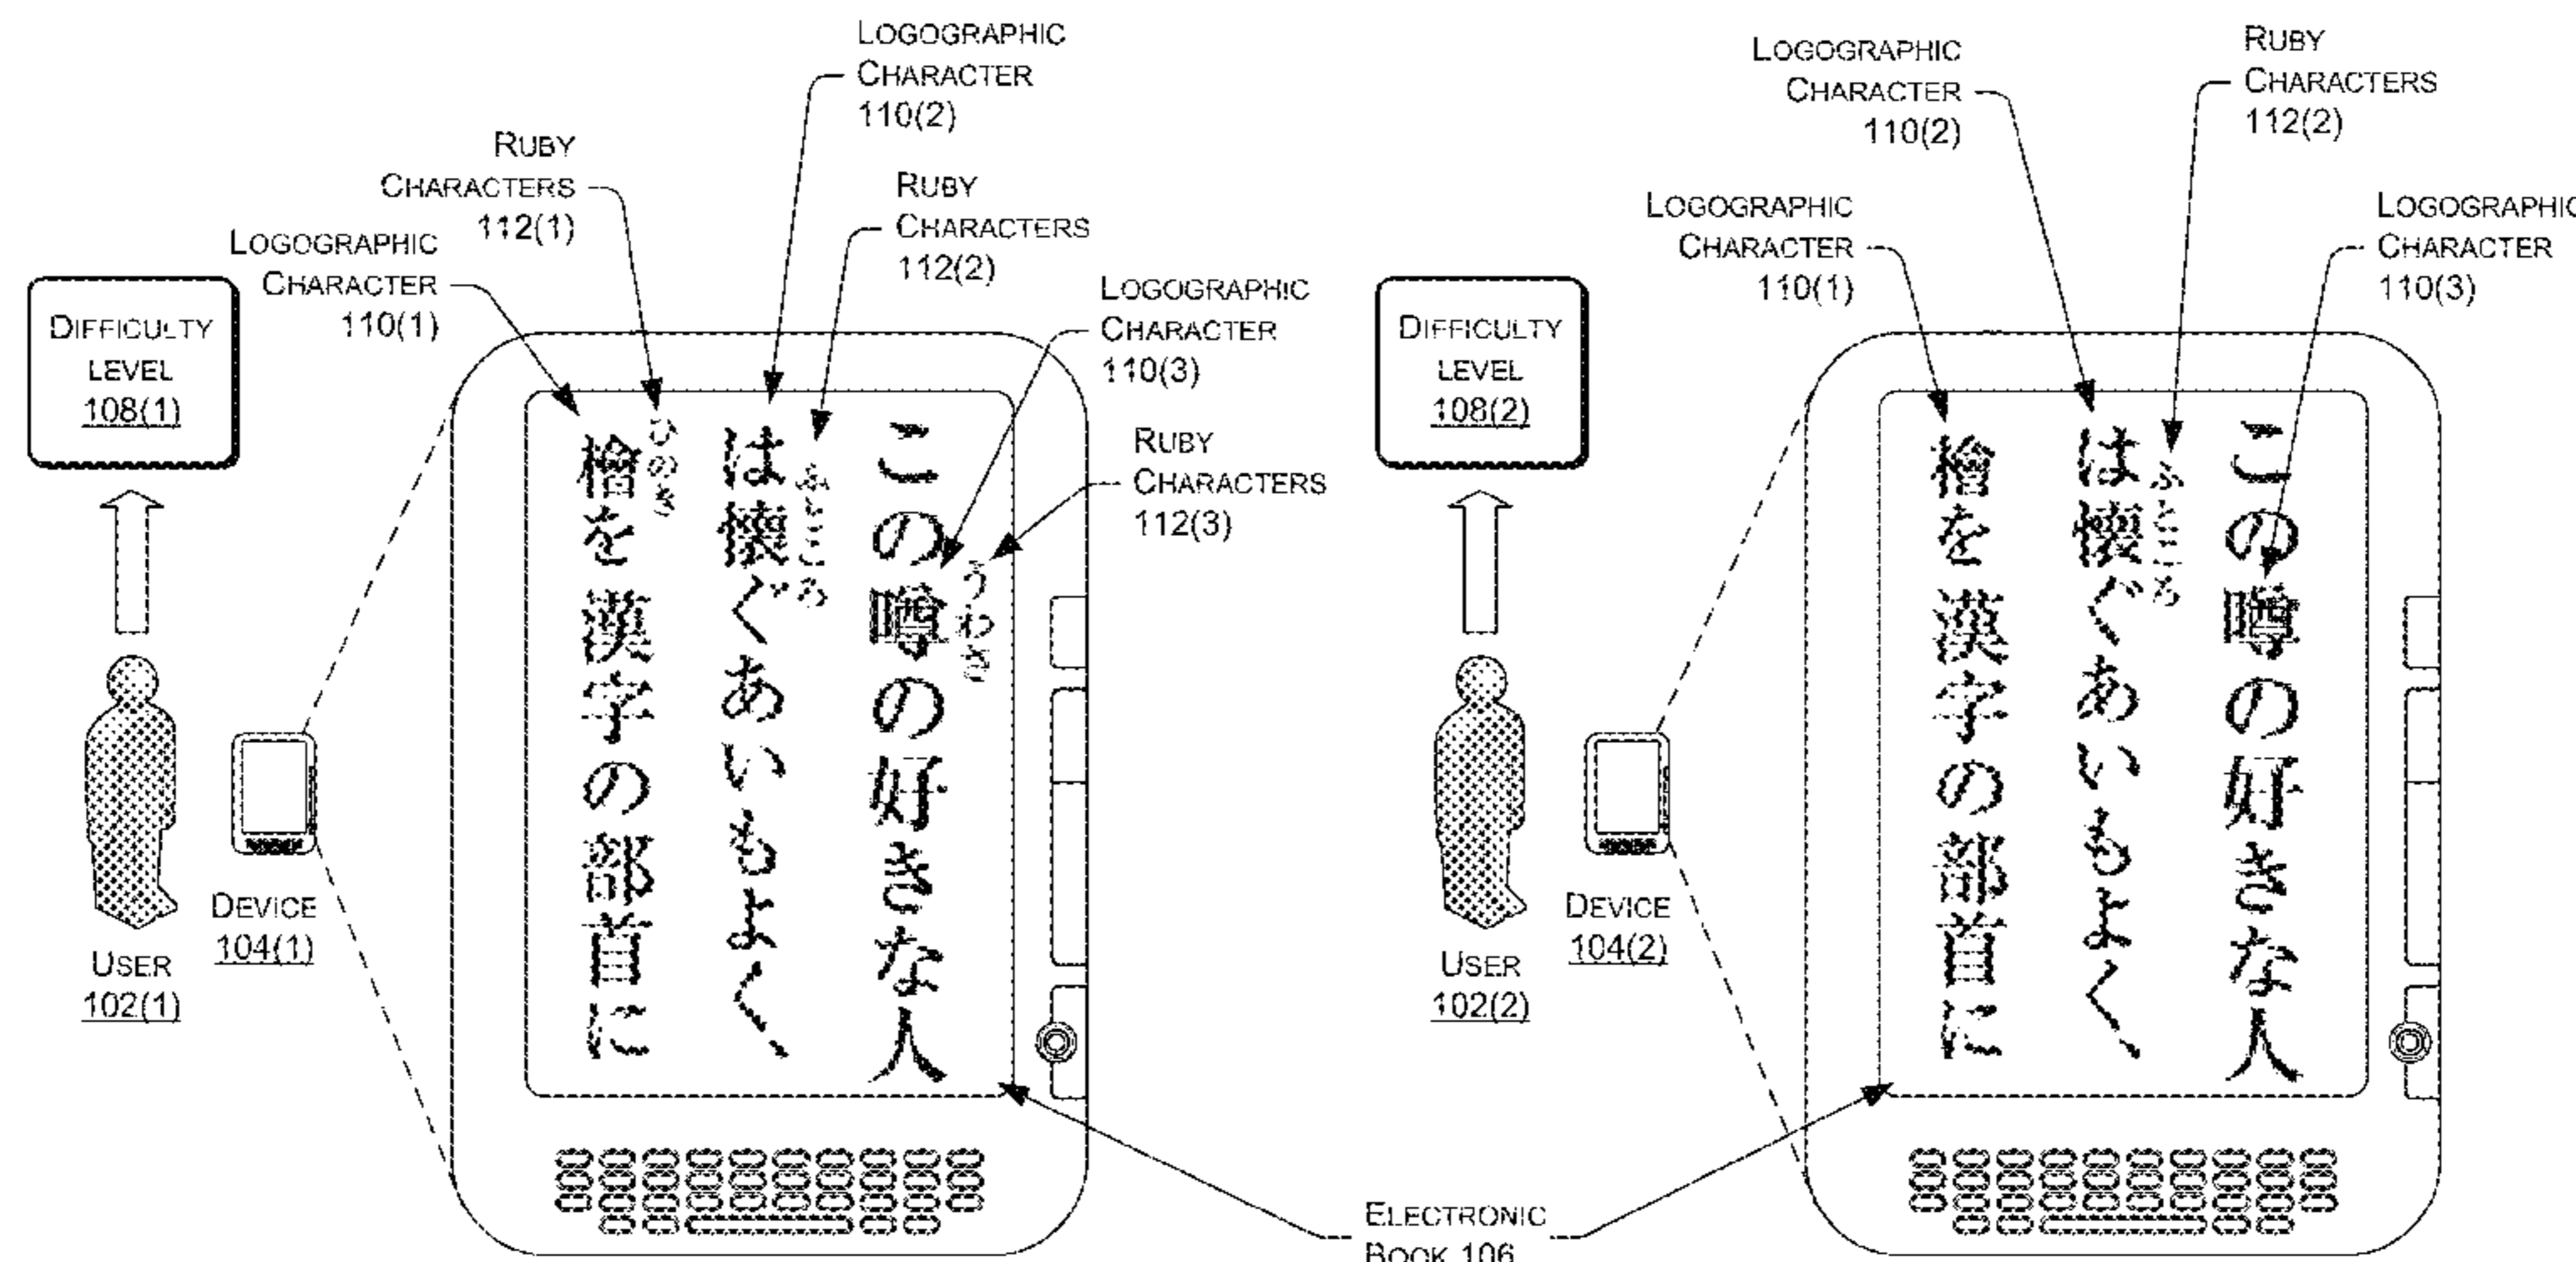 LOGOGRAPHIC
CHARACTER
110(2)
RUBY
CHARACTERS
112(1)
RUBY
CHARACTERS
112(2)
LOGOGRAPHIC
CHARACTER
110(1)
LOGOGRAPHIC
CHARACTER
110(3)
RUBY
CHARACTERS
112(3)
DIFFICULTY
LEVEL
108(1)
USER
102(1)
DEVICE
104(1)
うわさ
この噂の好きな人
ふところ
は懐ぐあいもよく、
ひのき
檜を漢字の部首に
LOGOGRAPHIC
CHARACTER
110(2)
RUBY
CHARACTERS
112(2)
LOGOGRAPHIC
CHARACTER
110(1)
LOGOGRAPHIC
CHARACTER
110(3)
DIFFICULTY
LEVEL
108(2)
USER
102(2)
DEVICE
104(2)
この噂の好きな人
ふところ
は懐ぐあいもよく、
檜を漢字の部首に
ELECTRONIC
BOOK 106